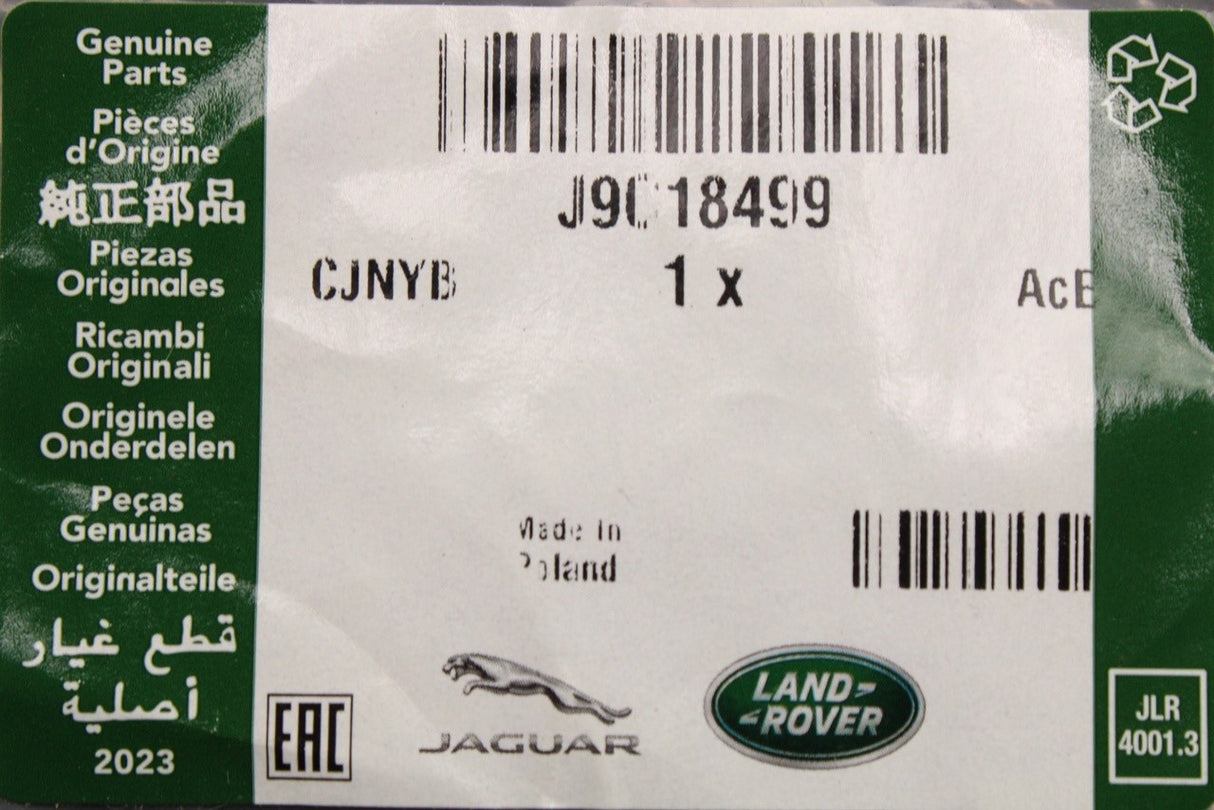 Genuine
Parts
Pièces
d'Origine
純正部品
Piezas
Originales
Ricambi
Originali
Originele
Onderdelen
Peças
Genuinas
Originalteile
قطع غيار
أصلية
2023
J9C18499
CJNYB
1 x
AcE
Made In
Poland
EAC
JAGUAR
LAND-
-ROVER
JLR
4001.3